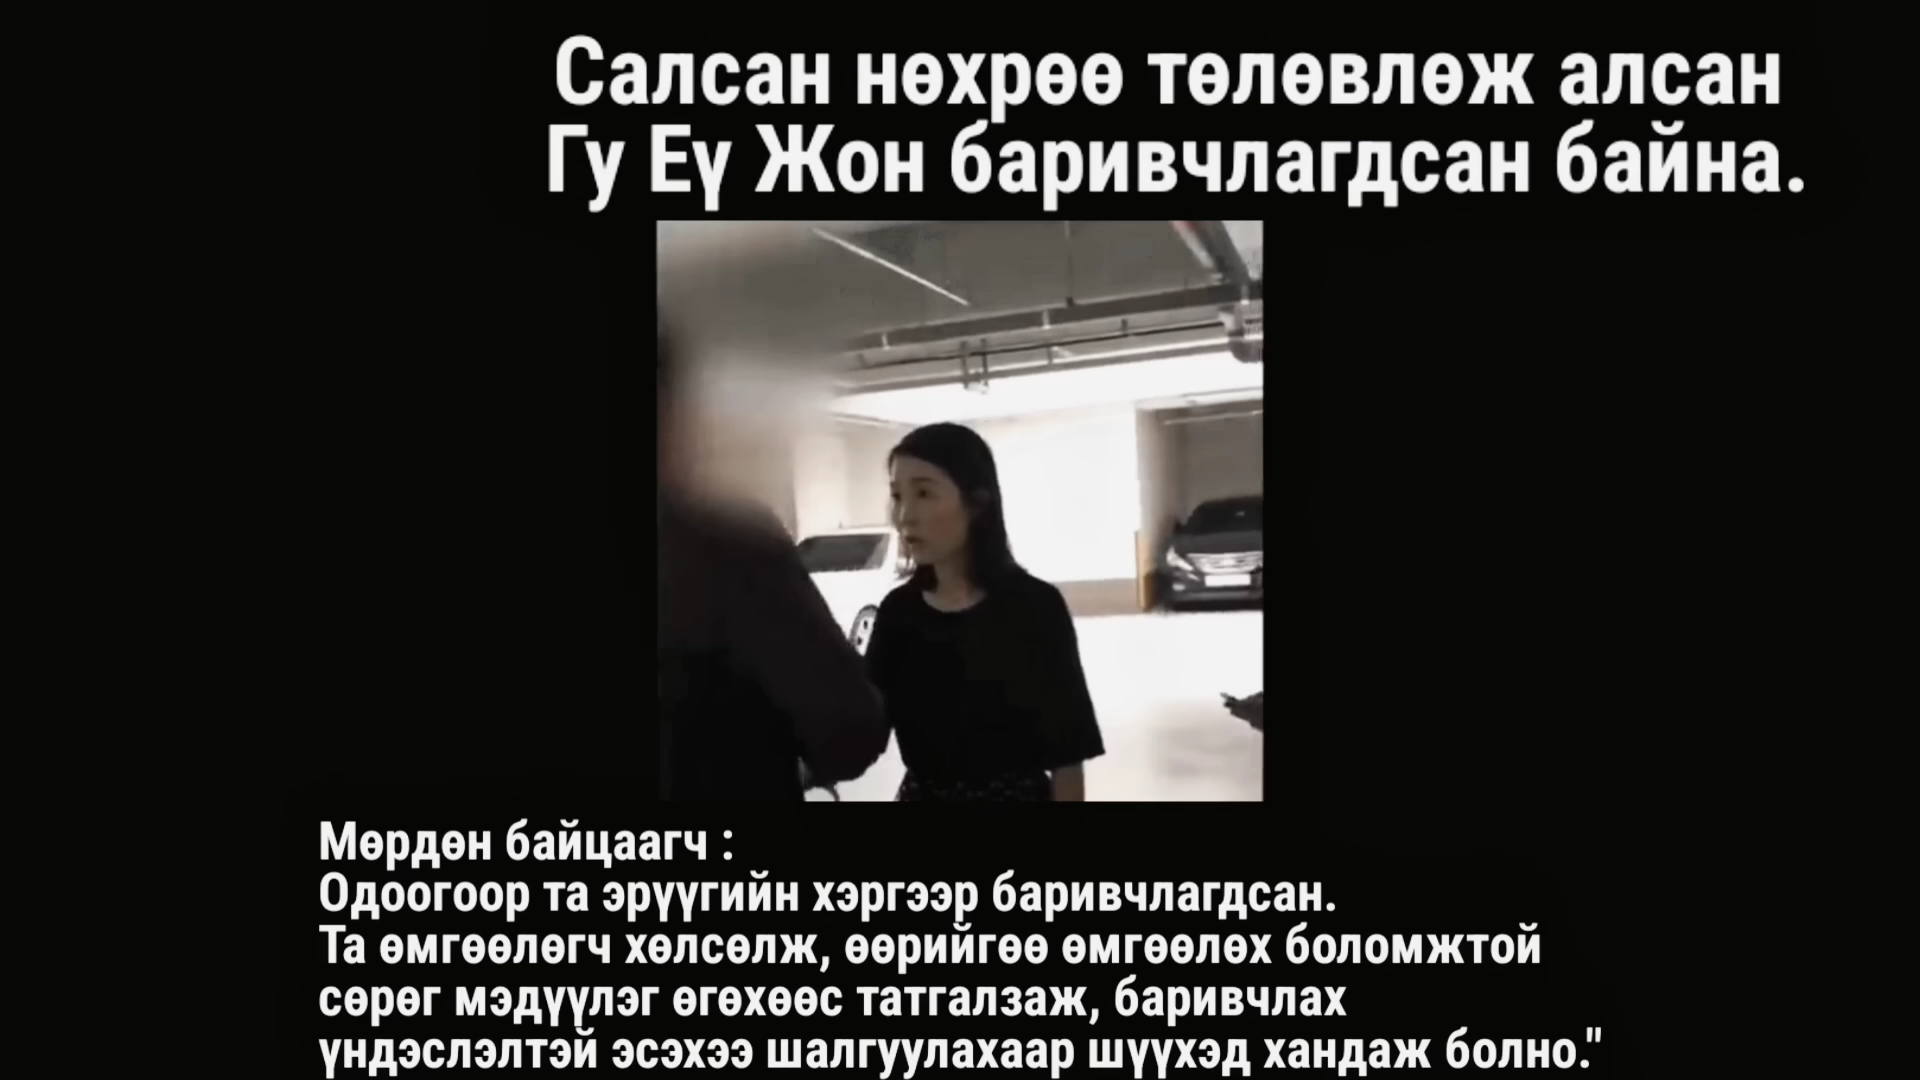 Салсан нөхрөө төлөвлөж алсан
Гу Еү Жон баривчлагдсан байна.
Мөрдөн байцаагч :
Одоогоор та эрүүгийн хэргээр баривчлагдсан.
Та өмгөөлөгч хөлсөлж, өөрийгөө өмгөөлөх боломжтой
сөрөг мэдүүлэг өгөхөөс татгалзаж, баривчлах
үндэслэлтэй эсэхээ шалгуулахаар шүүхэд хандаж болно."